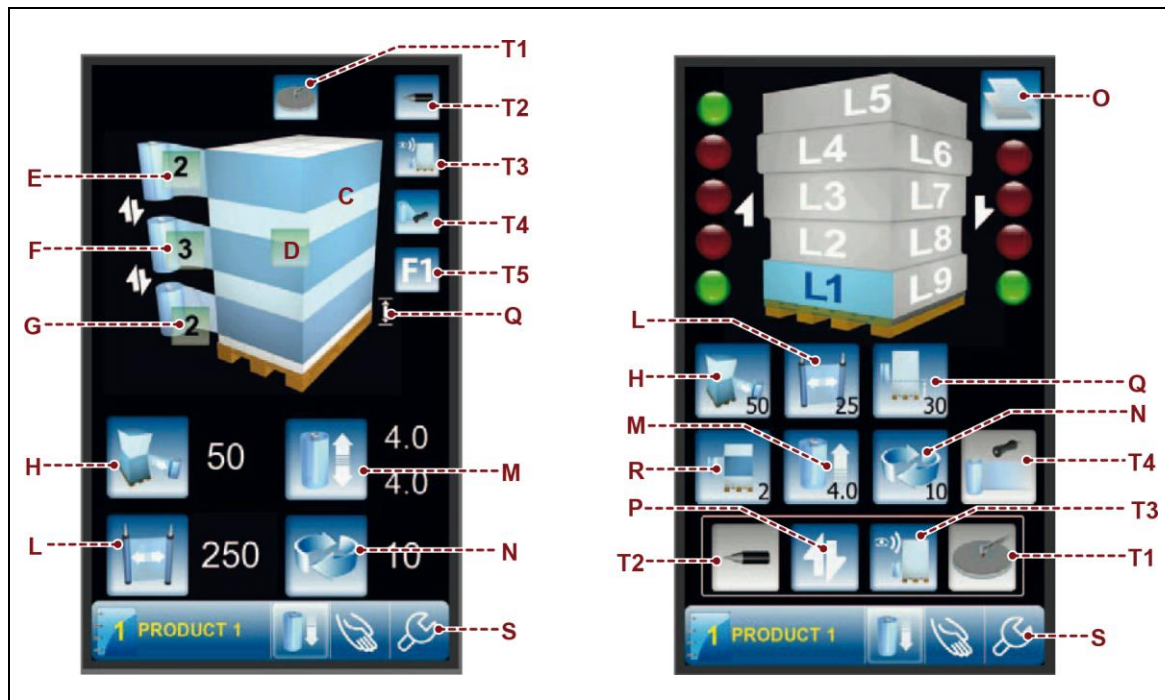 T1
T2
T3
T4
T5
Q
E
F
G
2
3
2
C
D
F1
H
50
M
4.0
4.0
L
250
N
10
1 PRODUCT 1
S
O
L5
L4 L6
L3 L7
L2 L8
L1 L9
L
H
50
25
30
Q
M
N
R
2
4.0
10
T4
P
T3
T2
T1
1 PRODUCT 1
S